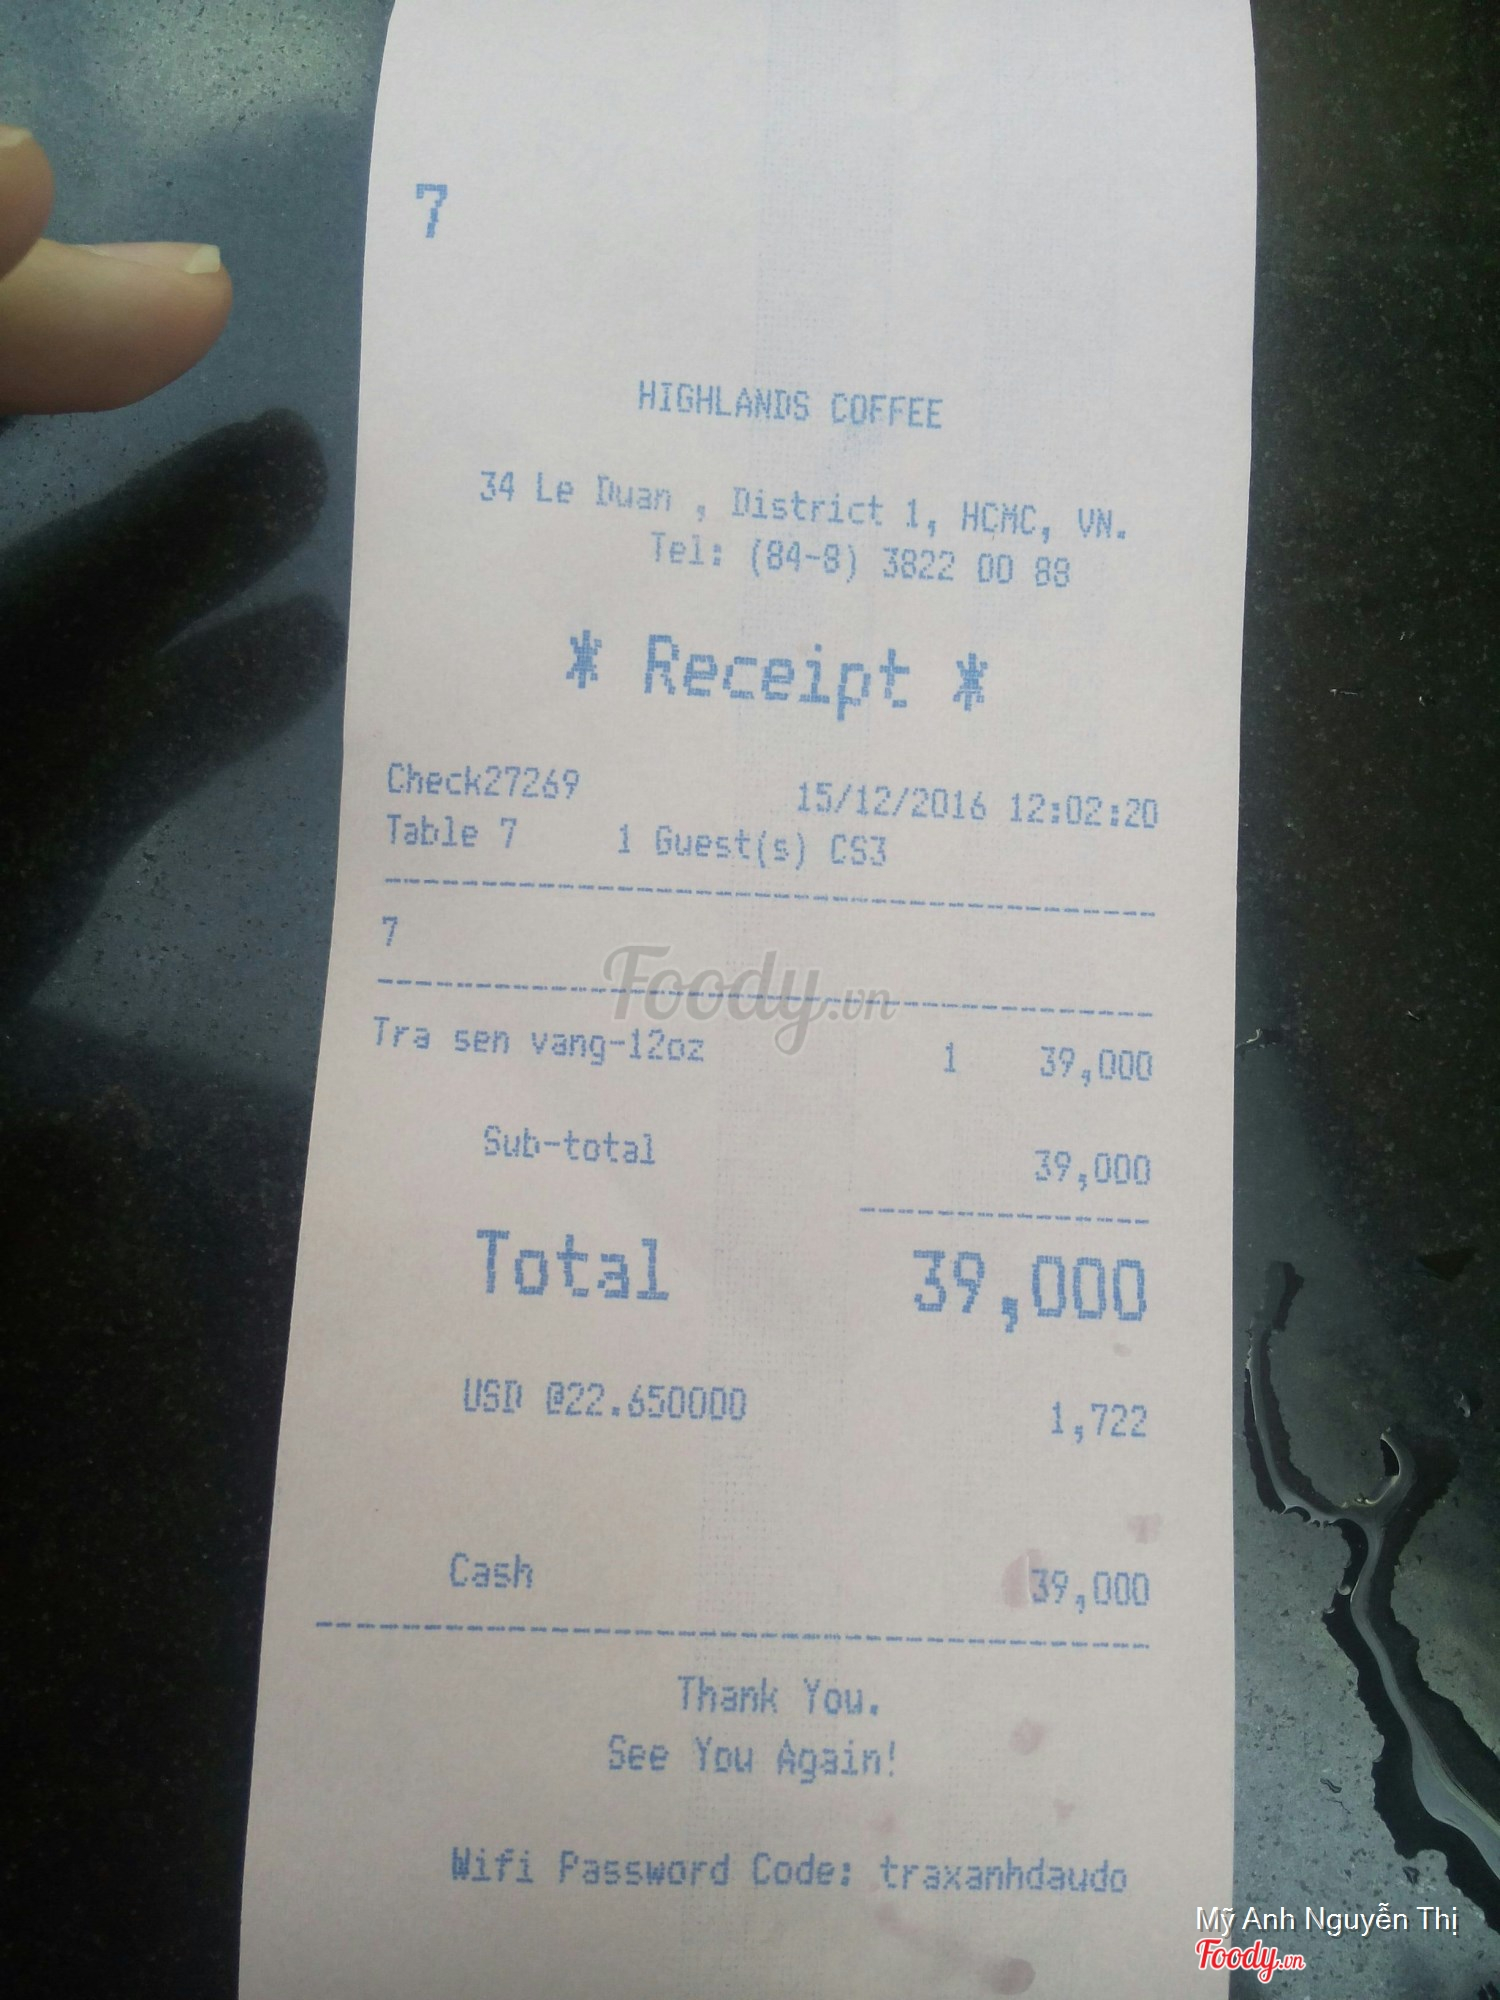 7
HIGHLANDS COFFEE
34 Le Duan , District 1, HCMC, VN.
Tel: (84-8) 3822 00 88
* Receipt *
Check27269 15/12/2016 12:02:20
Table 7 1 Guest(s) CS3
7
Foody.vn
Tra sen vang-12oz 1 39,000
Sub-total 39,000
Total 39,000
USD @22.650000 1,722
Cash 39,000
Thank You.
See You Again!
Wifi Password Code: traxanhdaudo
Mỹ Anh Nguyễn Thị
Foody.vn